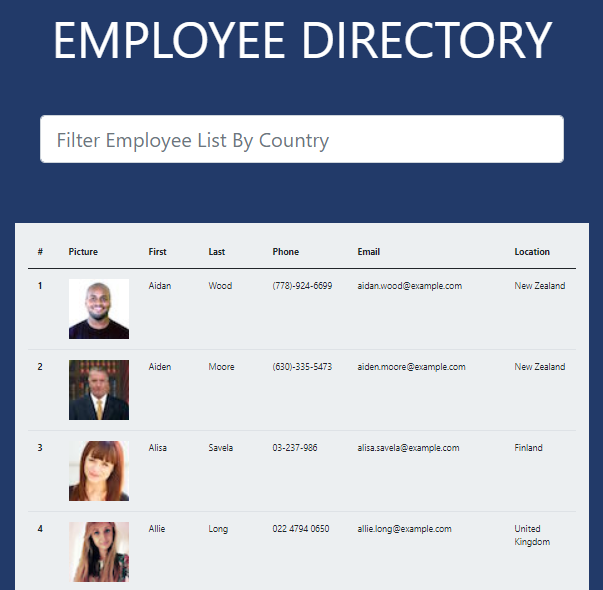 EMPLOYEE DIRECTORY
Filter Employee List By Country
# Picture First Last Phone Email Location
1 Aidan Wood (778)-924-6699 aidan.wood@example.com New Zealand
2 Aiden Moore (630)-335-5473 aiden.moore@example.com New Zealand
3 Alisa Savela 03-237-986 alisa.savela@example.com Finland
4 Allie Long 022 4794 0650 allie.long@example.com United
Kingdom